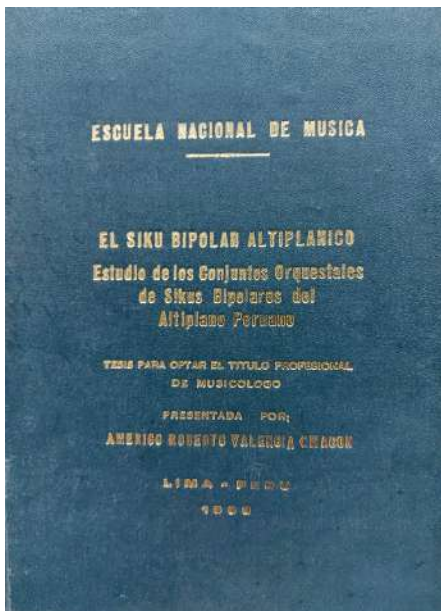 ESCUELA NACIONAL DE MUSICA
EL SIKU BIPOLAR ALTIPLANICO
Estudio de los Conjuntos Orquestales
de Sikus Bipolares del
Altiplano Peruano
TESIS PARA OPTAR EL TITULO PROFESIONAL
DE MUSICOLOGO
PRESENTADA POR:
AMERICO ROBERTO VALENCIA CHACON
LIMA - PERU